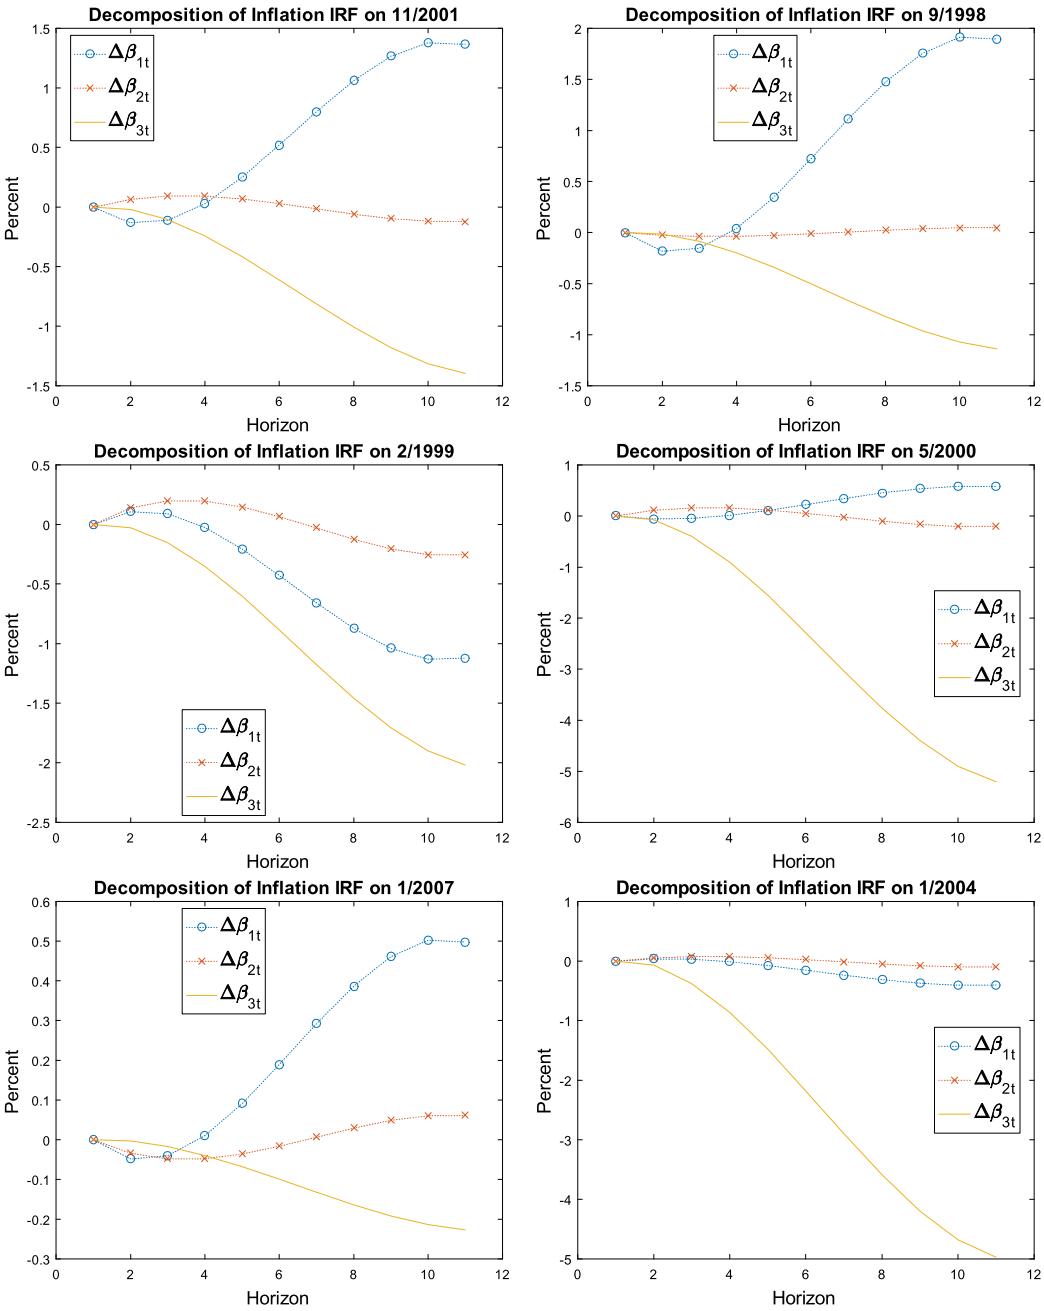 Decomposition of Inflation IRF on 11/2001
1.5
1
0.5
0
-0.5
-1
-1.5
Percent
Δβ1t
Δβ2t
Δβ3t
0 2 4 6 8 10 12
Horizon
Decomposition of Inflation IRF on 9/1998
2
1.5
1
0.5
0
-0.5
-1
-1.5
Percent
Δβ1t
Δβ2t
Δβ3t
0 2 4 6 8 10 12
Horizon
Decomposition of Inflation IRF on 2/1999
0.5
0
-0.5
-1
-1.5
-2
-2.5
Percent
Δβ1t
Δβ2t
Δβ3t
0 2 4 6 8 10 12
Horizon
Decomposition of Inflation IRF on 5/2000
1
0
-1
-2
-3
-4
-5
-6
Percent
Δβ1t
Δβ2t
Δβ3t
0 2 4 6 8 10 12
Horizon
Decomposition of Inflation IRF on 1/2007
0.6
0.5
0.4
0.3
0.2
0.1
0
-0.1
-0.2
-0.3
Percent
Δβ1t
Δβ2t
Δβ3t
0 2 4 6 8 10 12
Horizon
Decomposition of Inflation IRF on 1/2004
1
0
-1
-2
-3
-4
-5
Percent
Δβ1t
Δβ2t
Δβ3t
0 2 4 6 8 10 12
Horizon